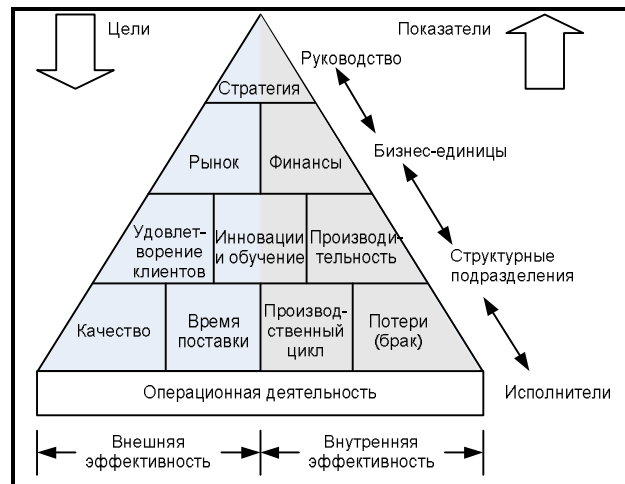 Цели
Показатели
Руководство
Стратегия
Бизнес-единицы
Рынок
Финансы
Удовлет-
ворение
клиентов
Инновации
и обучение
Производи-
тельность
Структурные
подразделения
Качество
Время
поставки
Производ-
ственный
цикл
Потери
(брак)
Операционная деятельность
Исполнители
Внешняя
эффективность
Внутренняя
эффективность